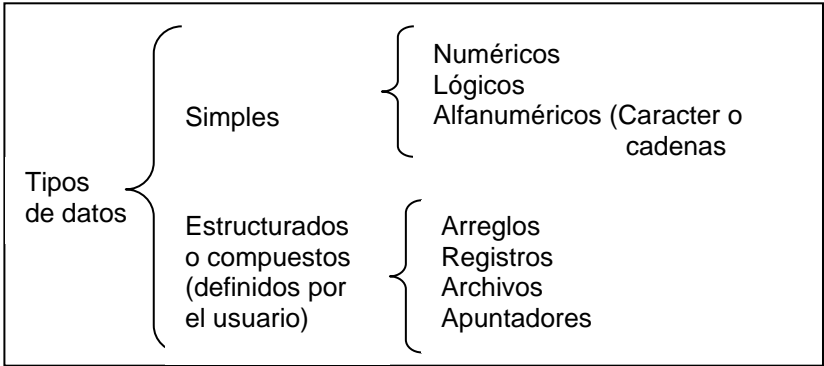 Tipos
de datos
Simples
Numéricos
Lógicos
Alfanuméricos (Caracter o
cadenas
Estructurados
o compuestos
(definidos por
el usuario)
Arreglos
Registros
Archivos
Apuntadores